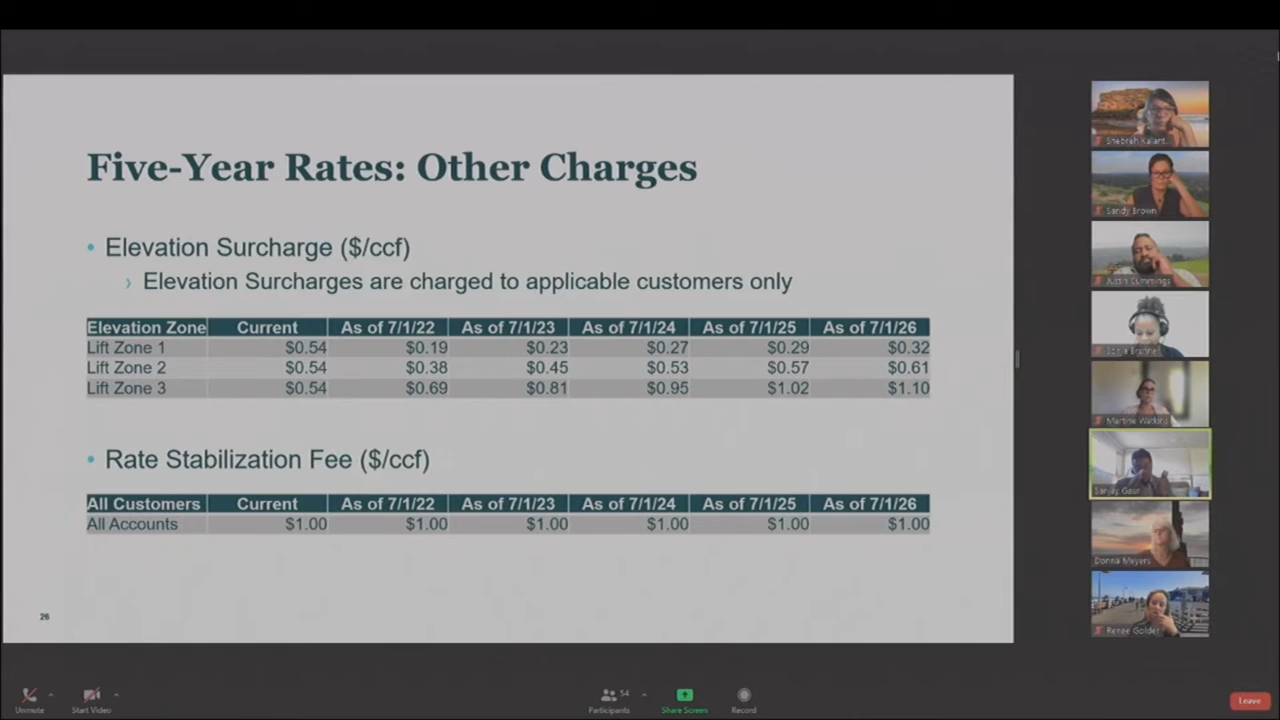 Five-Year Rates: Other Charges
• Elevation Surcharge ($/ccf)
› Elevation Surcharges are charged to applicable customers only
Elevation Zone Current As of 7/1/22 As of 7/1/23 As of 7/1/24 As of 7/1/25 As of 7/1/26
Lift Zone 1 $0.54 $0.19 $0.23 $0.27 $0.29 $0.32
Lift Zone 2 $0.54 $0.38 $0.45 $0.53 $0.57 $0.61
Lift Zone 3 $0.54 $0.69 $0.81 $0.95 $1.02 $1.10
• Rate Stabilization Fee ($/ccf)
All Customers Current As of 7/1/22 As of 7/1/23 As of 7/1/24 As of 7/1/25 As of 7/1/26
All Accounts $1.00 $1.00 $1.00 $1.00 $1.00 $1.00
26
Shebreh Kalant...
Sandy Brown
Justin Cummings
Sonja Brunner
Martine Watkins
Sanjay Gaur
Donna Meyers
Renee Golder
Unmute
Start Video
54
Participants
Share Screen
Record
Leave